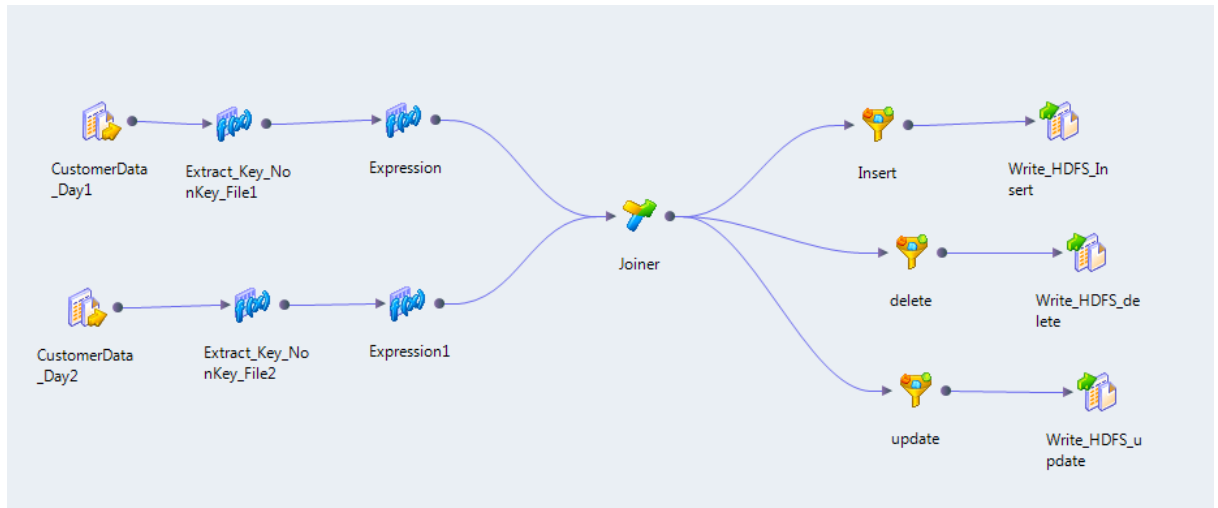 CustomerData
_Day1
Extract_Key_No
nKey_File1
Expression
Insert
Write_HDFS_In
sert
Joiner
delete
Write_HDFS_de
lete
CustomerData
_Day2
Extract_Key_No
nKey_File2
Expression1
update
Write_HDFS_u
pdate